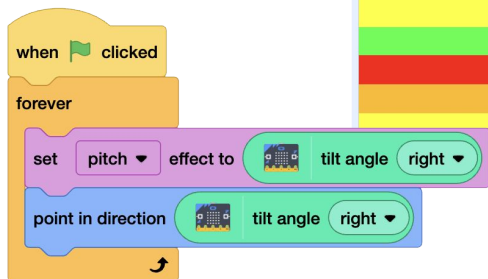 when clicked
forever
set pitch effect to tilt angle right
point in direction tilt angle right